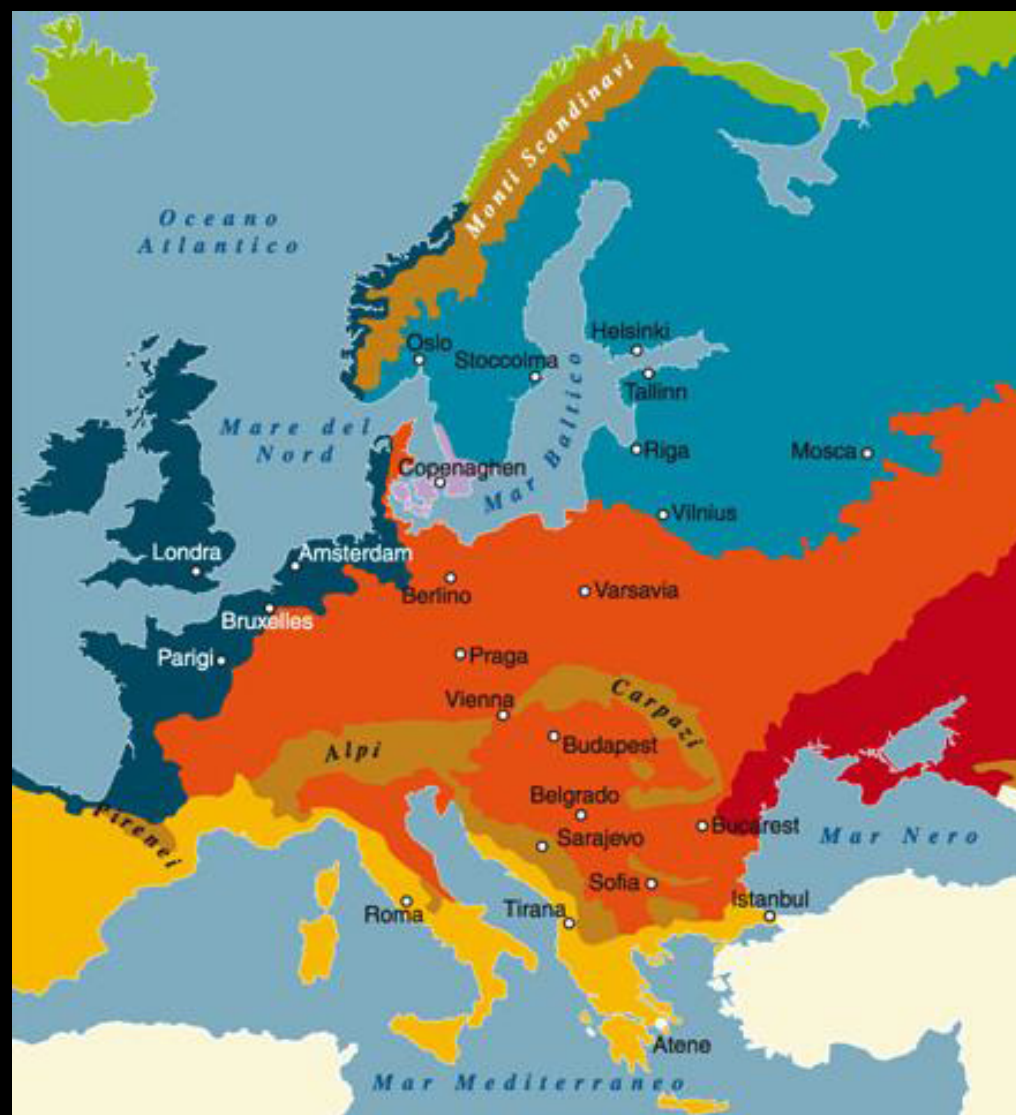 Monti Scandinavi
Oceano
Atlantico
Helsinki
Oslo
Stoccolma
Tallinn
Mar Baltico
Mare del
Nord
Riga
Mosca
Copenaghen
Vilnius
Londra
Amsterdam
Berlino
Varsavia
Bruxelles
Parigi
Praga
Vienna
Carpazi
Alpi
Budapest
Belgrado
Pirenei
Bucarest
Mar Nero
Sarajevo
Sofia
Istanbul
Roma
Tirana
Atene
Mar Mediterraneo